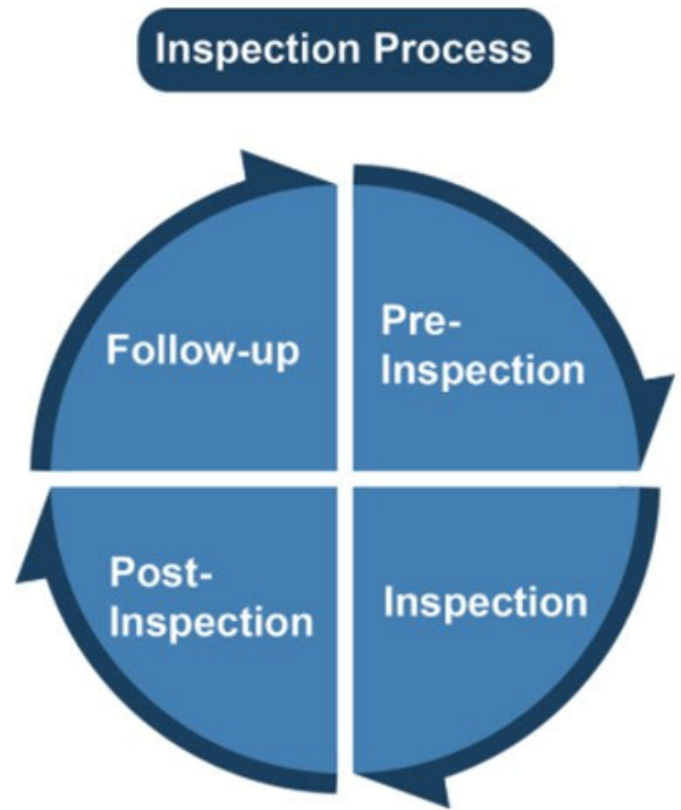 Inspection Process
Follow-up
Pre-
Inspection
Post-
Inspection
Inspection